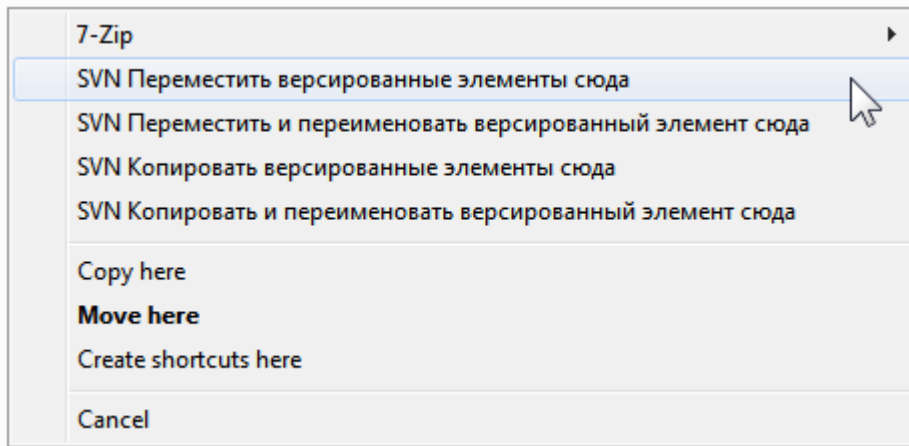 7-Zip
SVN Переместить версированные элементы сюда
SVN Переместить и переименовать версированный элемент сюда
SVN Копировать версированные элементы сюда
SVN Копировать и переименовать версированный элемент сюда
Copy here
Move here
Create shortcuts here
Cancel